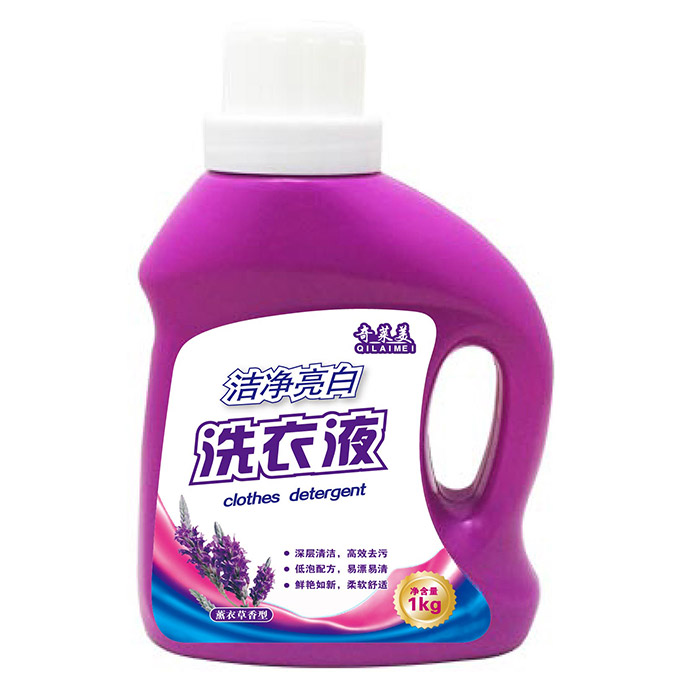 奇莱美
QILAIMEI
洁净亮白
洗衣液
clothes detergent
深层清洁，高效去污
低泡配方，易漂易清
鲜艳如新，柔软舒适
净含量
1kg
薰衣草香型